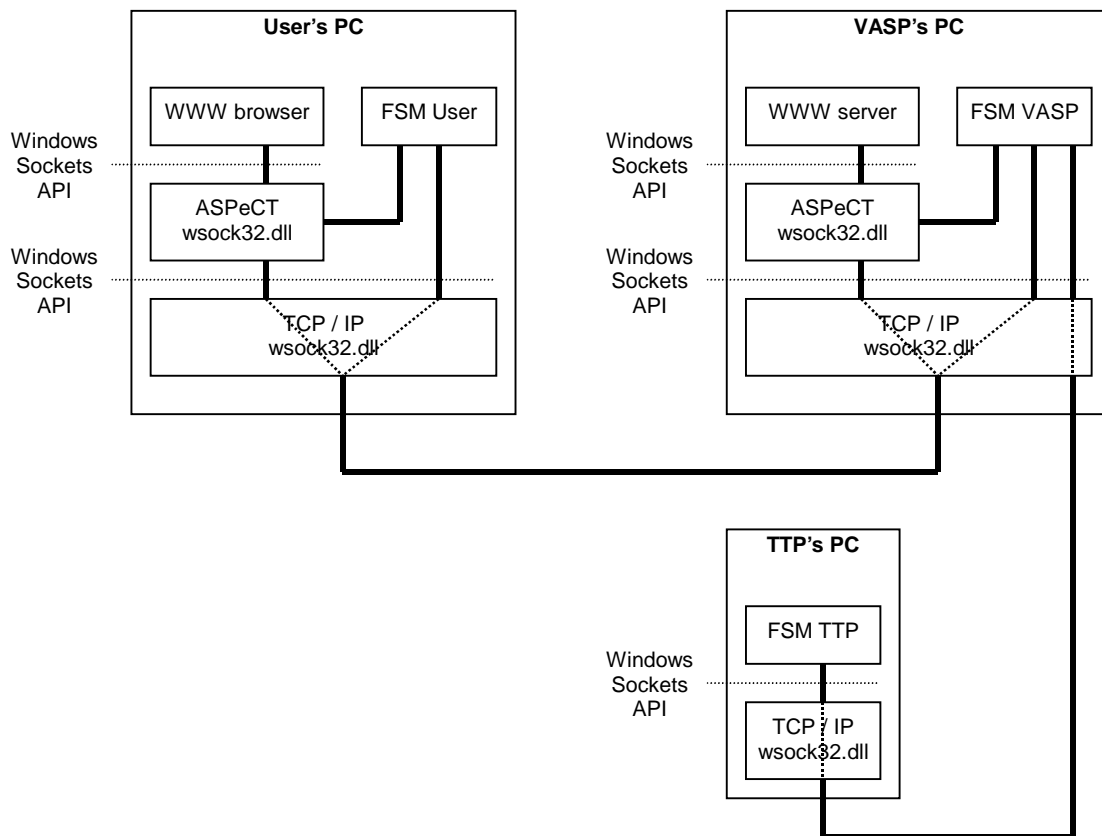 User’s PC
WWW browser
FSM User
Windows
Sockets
API
ASPeCT
wsock32.dll
Windows
Sockets
API
TCP / IP
wsock32.dll
VASP’s PC
WWW server
FSM VASP
Windows
Sockets
API
ASPeCT
wsock32.dll
Windows
Sockets
API
TCP / IP
wsock32.dll
TTP’s PC
FSM TTP
Windows
Sockets
API
TCP / IP
wsock32.dll